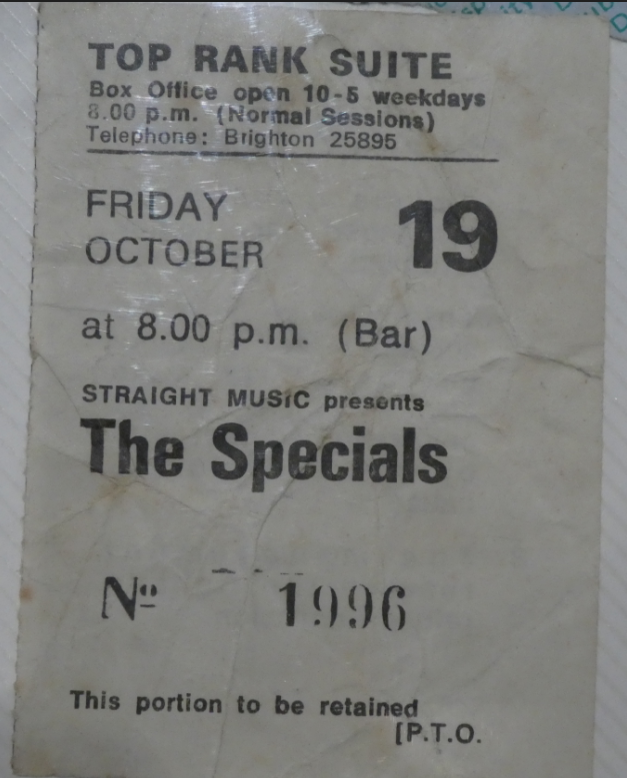 TOP RANK SUITE
Box Office open 10-5 weekdays
8.00 p.m. (Normal Sessions)
Telephone: Brighton 25895
FRIDAY
OCTOBER 19
at 8.00 p.m. (Bar)
STRAIGHT MUSIC presents
The Specials
Nº 1996
This portion to be retained
[P.T.O.